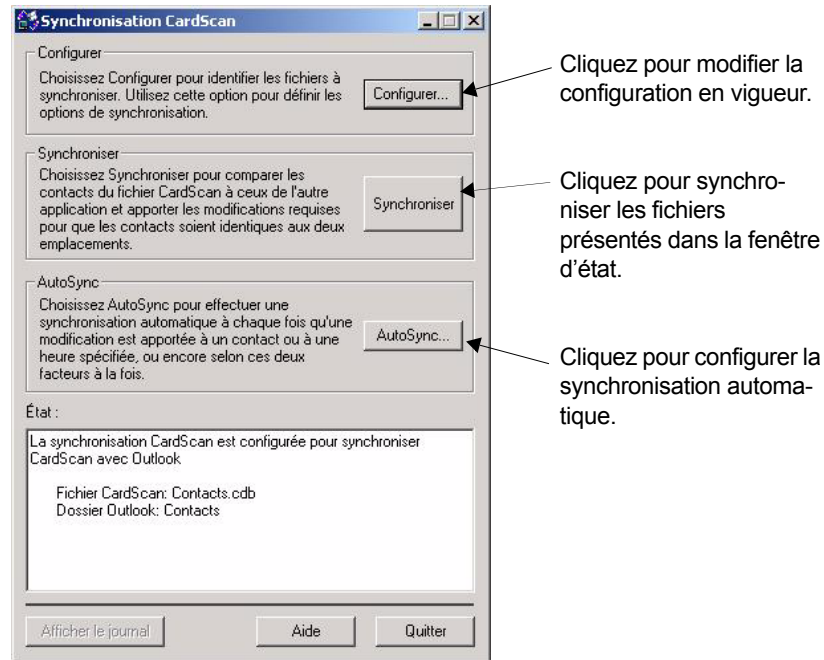 Synchronisation CardScan
Configurer
Choisissez Configurer pour identifier les fichiers à
synchroniser. Utilisez cette option pour définir les
options de synchronisation.
Configurer...
Cliquez pour modifier la
configuration en vigueur.
Synchroniser
Choisissez Synchroniser pour comparer les
contacts du fichier CardScan à ceux de l'autre
application et apporter les modifications requises
pour que les contacts soient identiques aux deux
emplacements.
Synchroniser
Cliquez pour synchro-
niser les fichiers
présentés dans la fenêtre
d’état.
AutoSync
Choisissez AutoSync pour effectuer une
synchronisation automatique à chaque fois qu'une
modification est apportée à un contact ou à une
heure spécifiée, ou encore selon ces deux
facteurs à la fois.
AutoSync...
Cliquez pour configurer la
synchronisation automa-
tique.
État :
La synchronisation CardScan est configurée pour synchroniser
CardScan avec Outlook
Fichier CardScan: Contacts.cdb
Dossier Outlook: Contacts
Afficher le journal
Aide
Quitter